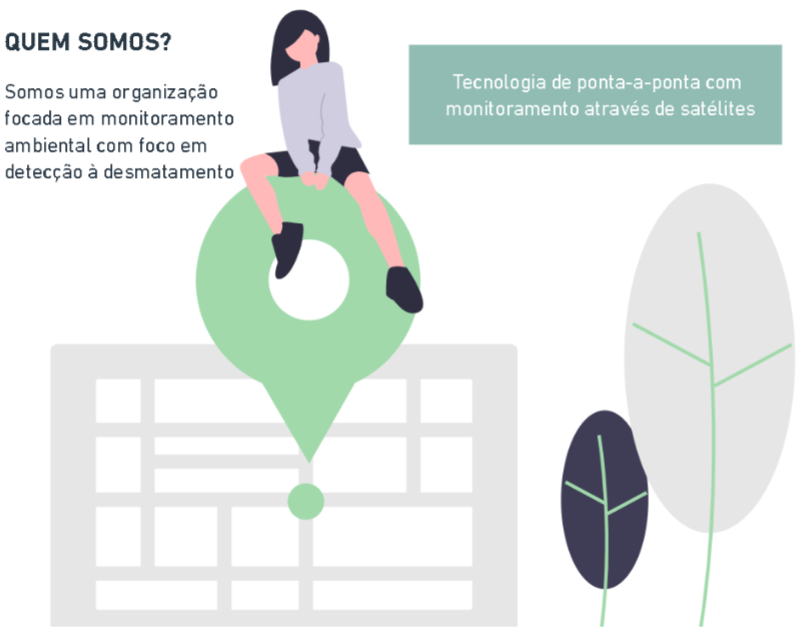 QUEM SOMOS?
Somos uma organização
focada em monitoramento
ambiental com foco em
detecção à desmatamento
Tecnologia de ponta-a-ponta com
monitoramento através de satélites